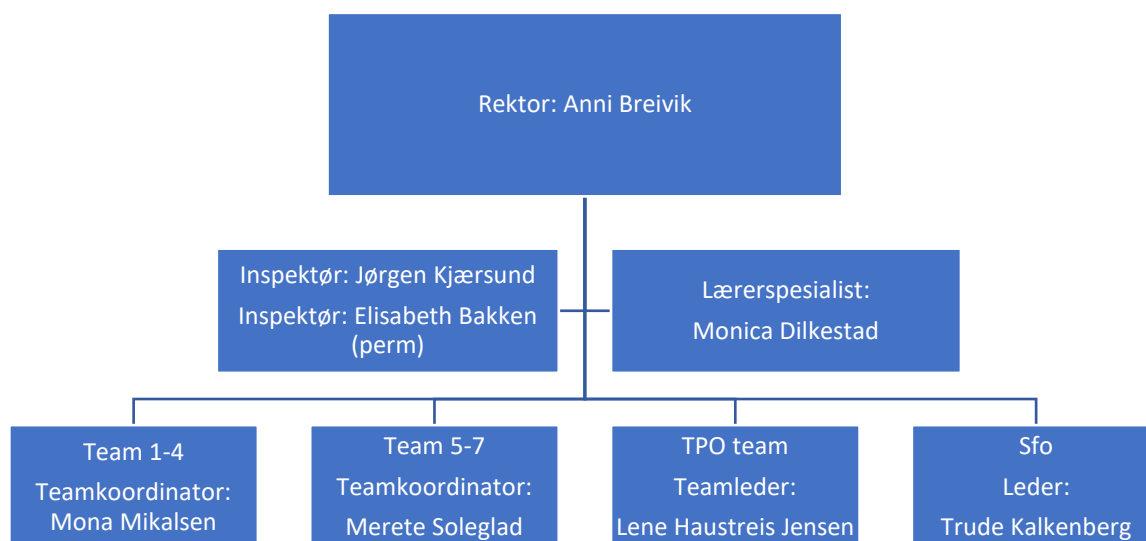 Rektor: Anni Breivik
Inspektør: Jørgen Kjærsund
Inspektør: Elisabeth Bakken
(perm)
Lærerspesialist:
Monica Dilkestad
Team 1-4
Teamkoordinator:
Mona Mikalsen
Team 5-7
Teamkoordinator:
Merete Soleglad
TPO team
Teamleder:
Lene Haustreis Jensen
Sfo
Leder:
Trude Kalkenberg